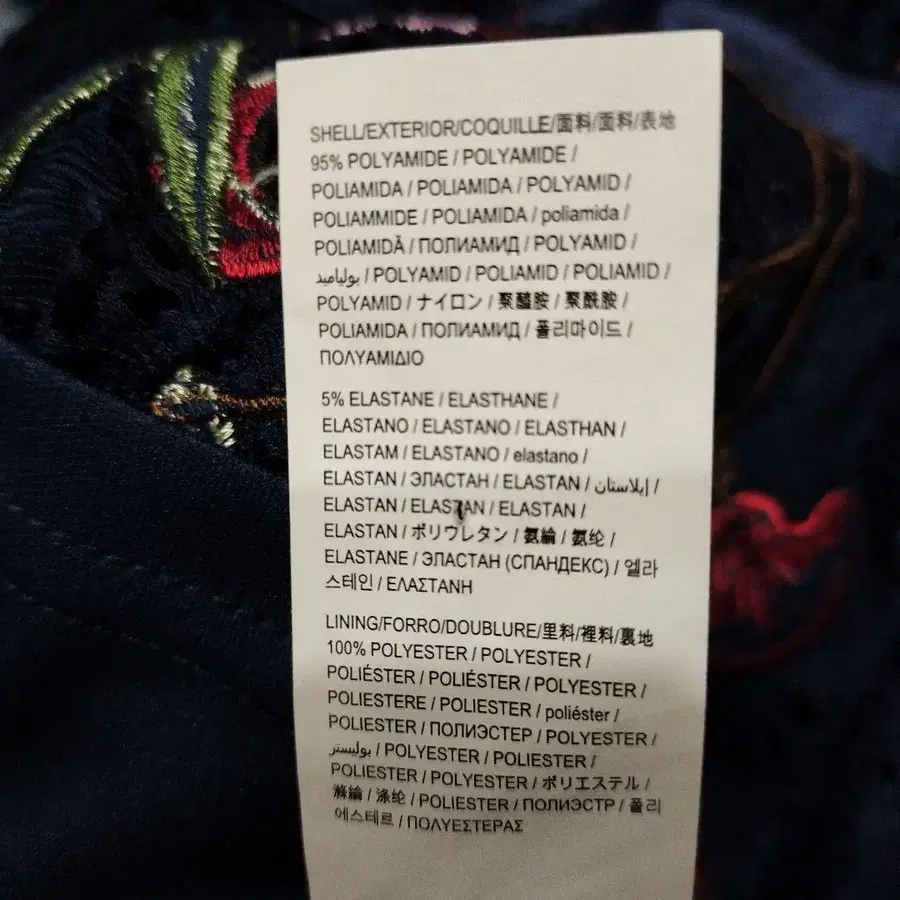 SHELL/EXTERIOR/COQUILLE/面料/面料/表地
95% POLYAMIDE / POLYAMIDE /
POLIAMIDA / POLIAMIDA / POLYAMID /
POLIAMMIDE / POLIAMIDA / poliamida /
POLIAMIDĂ / ПОЛИАМИД / POLYAMID /
بولياميد / POLYAMID / POLIAMID / POLIAMID /
POLYAMID / ナイロン / 聚醯胺 / 聚酰胺 /
POLIAMIDA / ПОЛИАМИД / 폴리마이드 /
ΠΟΛΥΑΜΙΔΙΟ
5% ELASTANE / ELASTHANE /
ELASTANO / ELASTANO / ELASTHAN /
ELASTAM / ELASTANO / elastano /
ELASTAN / ЭЛАСТАН / ELASTAN / إيلاستان /
ELASTAN / ELASTAN / ELASTAN /
ELASTAN / ポリウレタン / 氨綸 / 氨纶 /
ELASTANE / ЭЛАСТАН (СПАНДЕКС) / 엘라
스테인 / ΕΛΑΣΤΑΝΗ
LINING/FORRO/DOUBLURE/里料/裡料/裏地
100% POLYESTER / POLYESTER /
POLIÉSTER / POLIÉSTER / POLYESTER /
POLIESTERE / POLIESTER / poliéster /
POLIESTER / ПОЛИЭСТЕР / POLYESTER /
بوليستر / POLYESTER / POLIESTER /
POLIESTER / POLYESTER / ポリエステル /
滌綸 / 涤纶 / POLIESTER / ПОЛИЭСТР / 폴리
에스테르 / ΠΟΛΥΕΣΤΕΡΑΣ